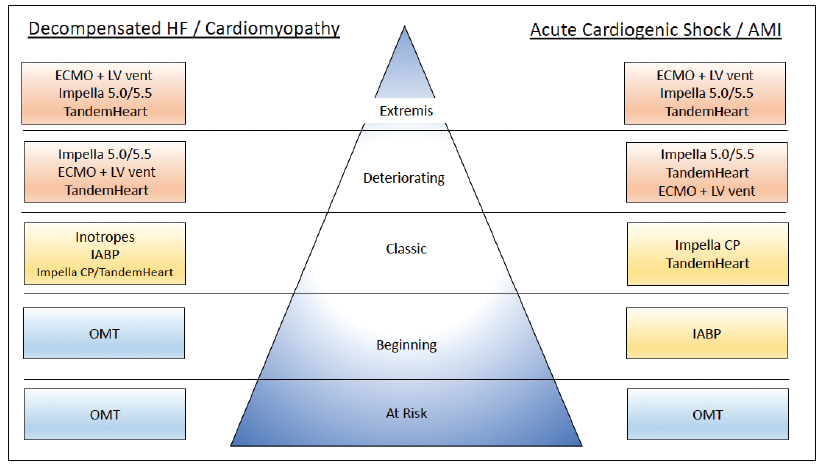 Decompensated HF / Cardiomyopathy
Acute Cardiogenic Shock / AMI
ECMO + LV vent
Impella 5.0/5.5
TandemHeart
Extremis
ECMO + LV vent
Impella 5.0/5.5
TandemHeart
Impella 5.0/5.5
ECMO + LV vent
TandemHeart
Deteriorating
Impella 5.0/5.5
TandemHeart
ECMO + LV vent
Inotropes
IABP
Impella CP/TandemHeart
Classic
Impella CP
TandemHeart
OMT
Beginning
IABP
OMT
At Risk
OMT